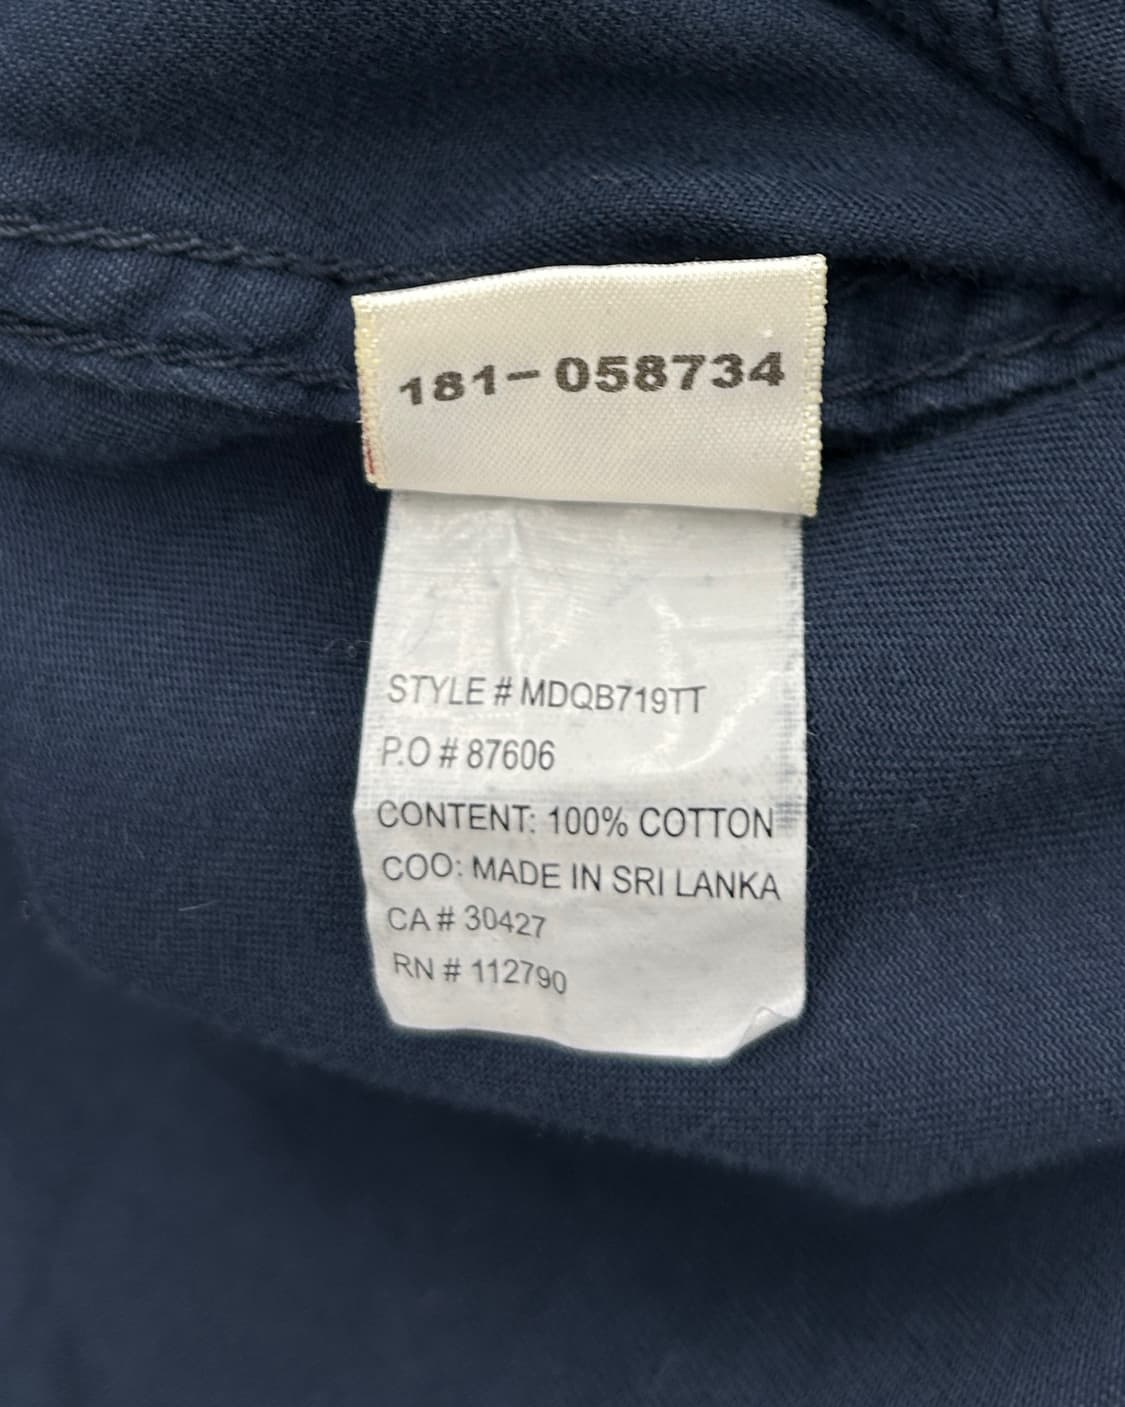 181-058734
STYLE # MDQB719TT
P.O # 87606
CONTENT: 100% COTTON
COO: MADE IN SRI LANKA
CA # 30427
RN # 112790